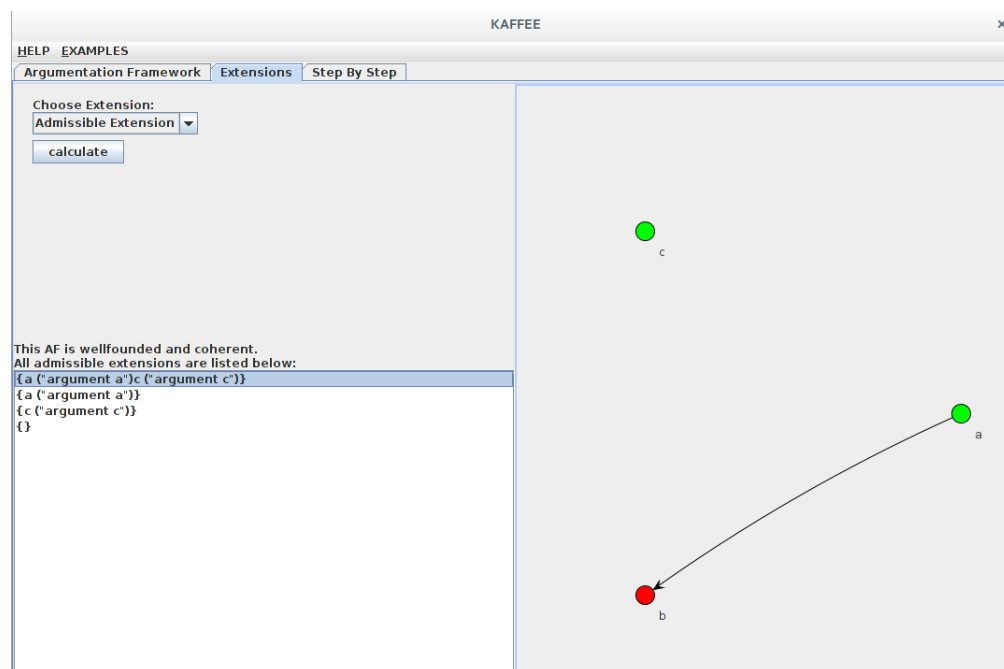 KAFFEE ×
HELP EXAMPLES
Argumentation Framework Extensions Step By Step
Choose Extension:
Admissible Extension
calculate
c
This AF is wellfounded and coherent.
All admissible extensions are listed below:
{a ("argument a")c ("argument c")}
{a ("argument a")}
{c ("argument c")}
{}
a
b